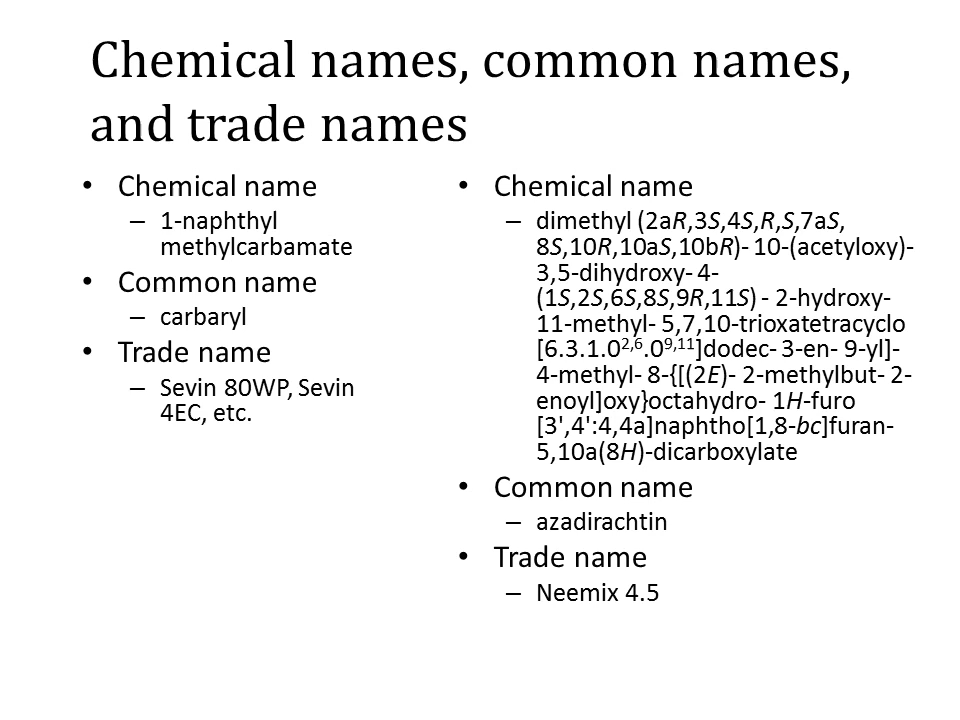 Chemical names, common names,
and trade names
• Chemical name
– 1-naphthyl
methylcarbamate
• Common name
– carbaryl
• Trade name
– Sevin 80WP, Sevin
4EC, etc.
• Chemical name
– dimethyl (2aR,3S,4S,R,S,7aS,
8S,10R,10aS,10bR)- 10-(acetyloxy)-
3,5-dihydroxy- 4-
(1S,2S,6S,8S,9R,11S) - 2-hydroxy-
11-methyl- 5,7,10-trioxatetracyclo
[6.3.1.0²,⁶.0⁹,¹¹]dodec- 3-en- 9-yl]-
4-methyl- 8-{[(2E)- 2-methylbut- 2-
enoyl]oxy}octahydro- 1H-furo
[3',4':4,4a]naphtho[1,8-bc]furan-
5,10a(8H)-dicarboxylate
• Common name
– azadirachtin
• Trade name
– Neemix 4.5